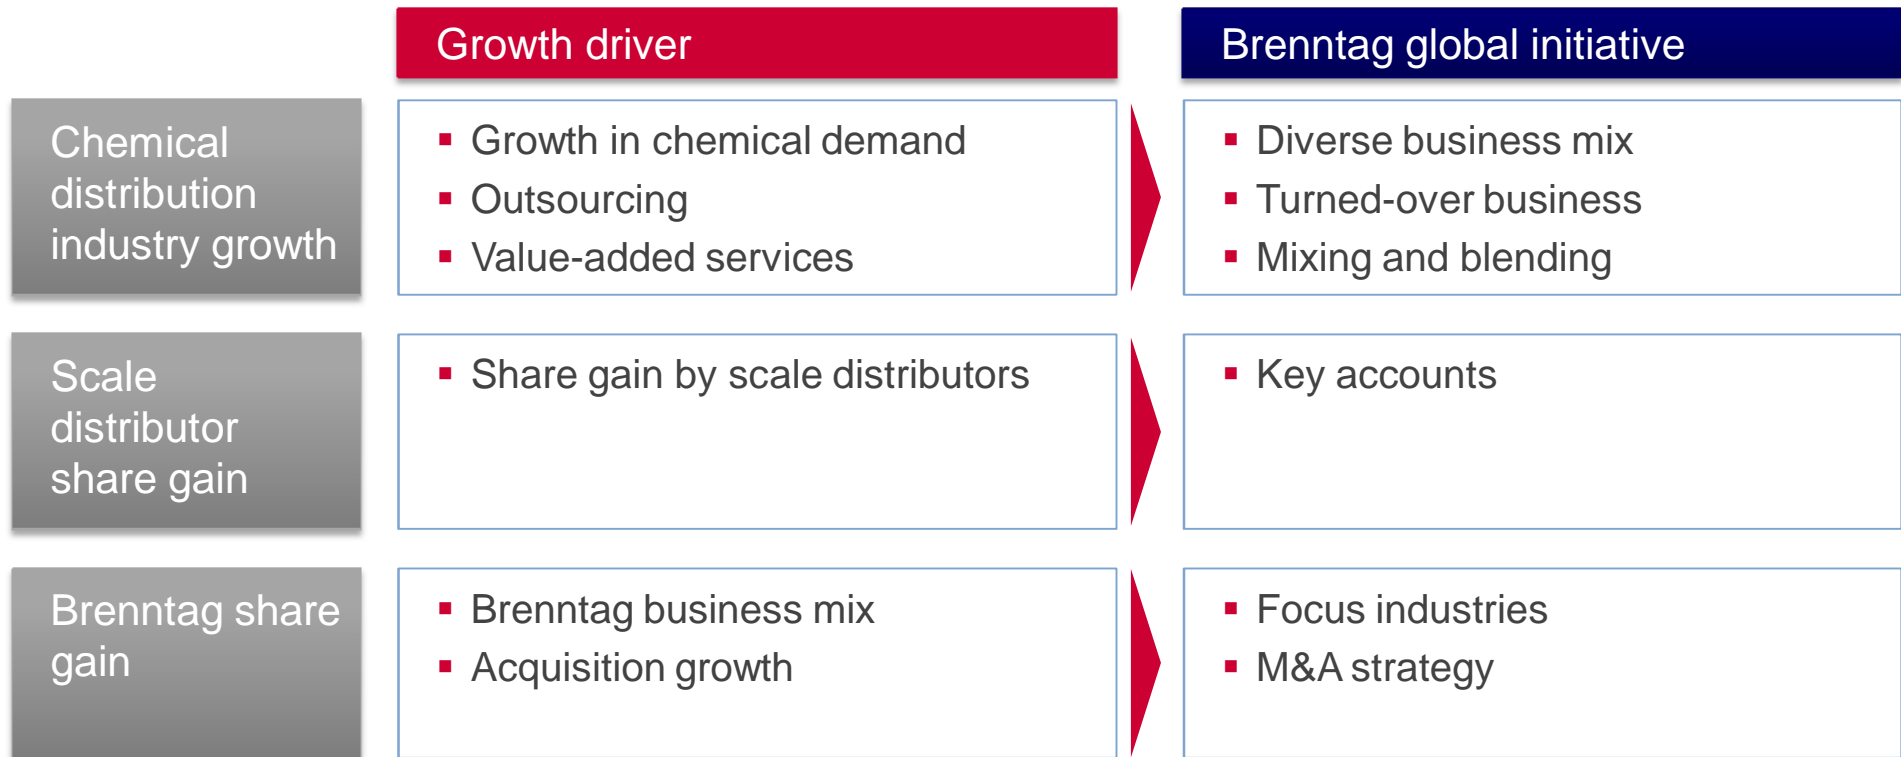 Growth driver
Brenntag global initiative
Chemical
distribution
industry growth
▪ Growth in chemical demand
▪ Outsourcing
▪ Value-added services
▪ Diverse business mix
▪ Turned-over business
▪ Mixing and blending
Scale
distributor
share gain
▪ Share gain by scale distributors
▪ Key accounts
Brenntag share
gain
▪ Brenntag business mix
▪ Acquisition growth
▪ Focus industries
▪ M&A strategy